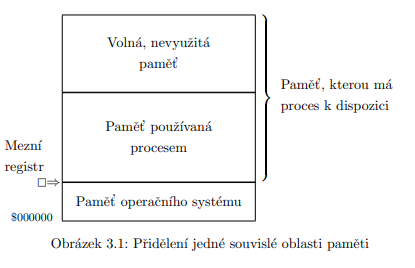 Volná, nevyužitá
paměť
Paměť, kterou má
proces k dispozici
Paměť používaná
procesem
Mezní
registr
Paměť operačního systému
$000000
Obrázek 3.1: Přidělení jedné souvislé oblasti paměti